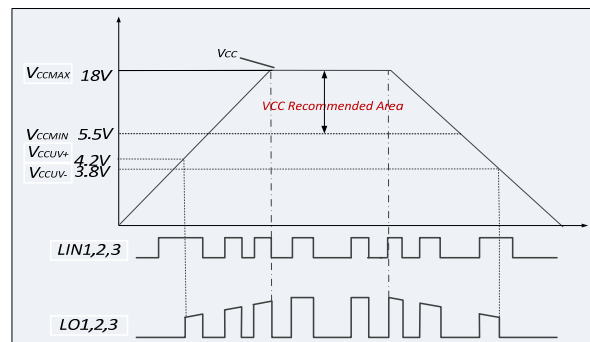 Vcc
VCCMAX 18V
VCC Recommended Area
VCCMIN 5.5V
VCCUV+ 4.2V
VCCUV- 3.8V
LIN1,2,3
LO1,2,3